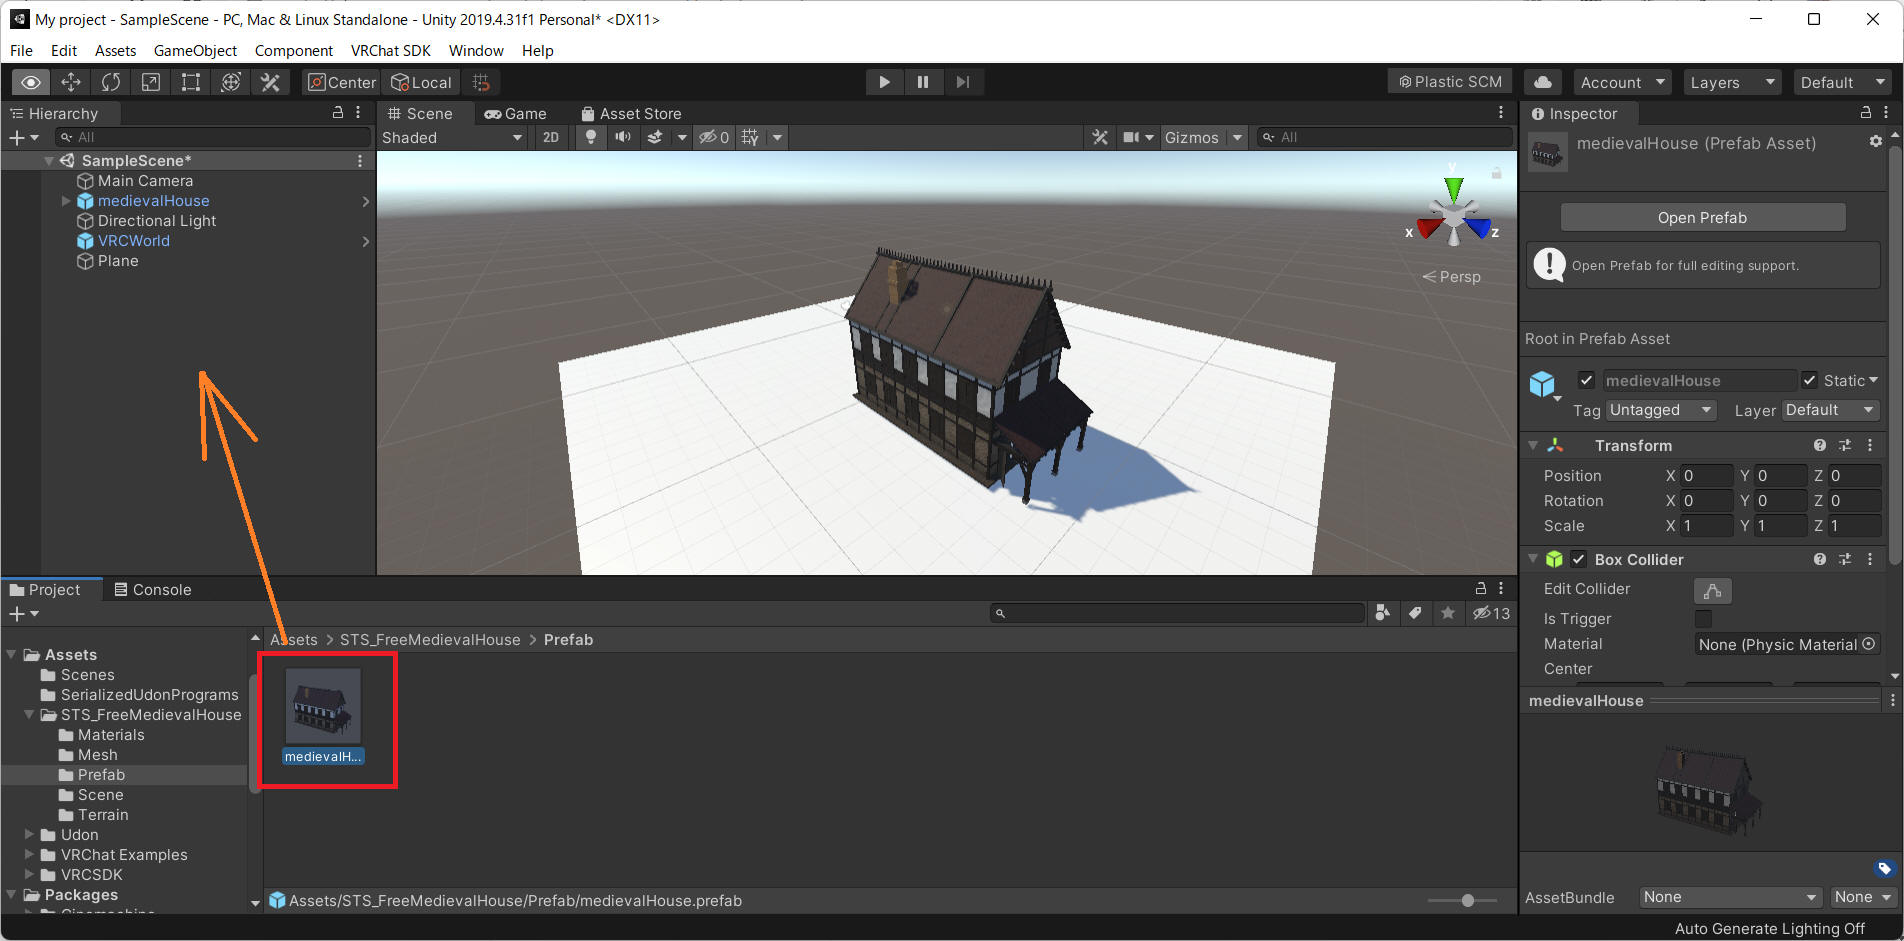 My project - SampleScene - PC, Mac & Linux Standalone - Unity 2019.4.31f1 Personal* <DX11>
File Edit Assets GameObject Component VRChat SDK Window Help
Center Local Plastic SCM Account Layers Default
Hierarchy
All
SampleScene*
Main Camera
medievalHouse
Directional Light
VRCWorld
Plane
Scene Game Asset Store
Shaded 2D 0 Gizmos All
y
x z
Persp
Inspector
medievalHouse (Prefab Asset)
Open Prefab
Open Prefab for full editing support.
Root in Prefab Asset
medievalHouse Static
Tag Untagged Layer Default
Transform
Position X 0 Y 0 Z 0
Rotation X 0 Y 0 Z 0
Scale X 1 Y 1 Z 1
Box Collider
Edit Collider
Is Trigger
Material None (Physic Material
Center
medievalHouse
AssetBundle None None
Project Console
13
Assets
Scenes
SerializedUdonPrograms
STS_FreeMedievalHouse
Materials
Mesh
Prefab
Scene
Terrain
Udon
VRChat Examples
VRCSDK
Packages
Assets > STS_FreeMedievalHouse > Prefab
medievalH...
Assets/STS_FreeMedievalHouse/Prefab/medievalHouse.prefab
Auto Generate Lighting Off